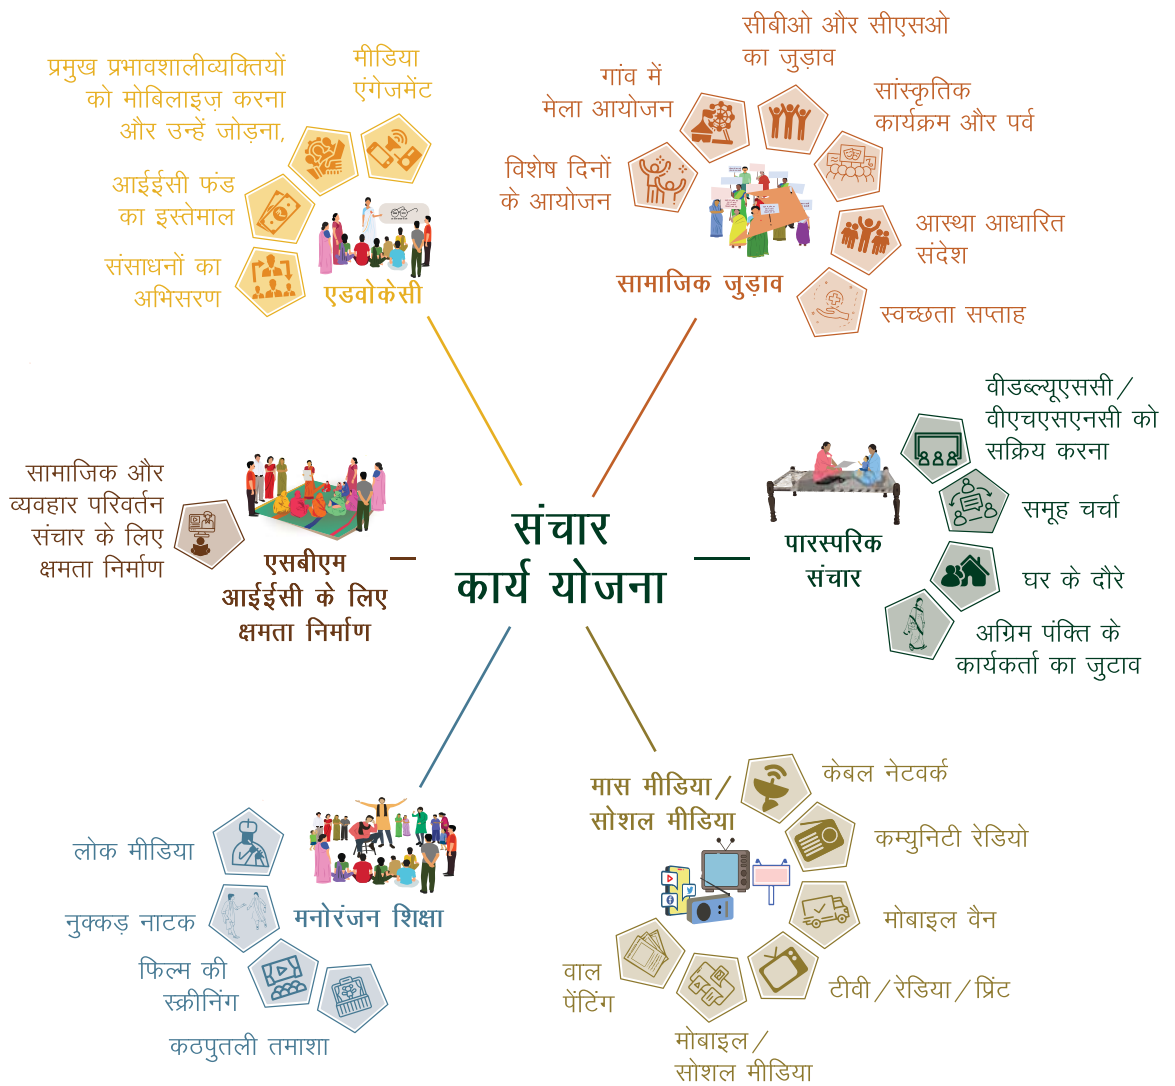 प्रमुख प्रभावशालीव्यक्तियों
को मोबिलाइज़ करना
और उन्हें जोड़ना,
मीडिया
एंगेजमेंट
आईईसी फंड
का इस्तेमाल
संसाधनों का
अभिसरण
एडवोकेसी
सीबीओ और सीएसओ
का जुड़ाव
गांव में
मेला आयोजन
सांस्कृतिक
कार्यक्रम और पर्व
विशेष दिनों
के आयोजन
आस्था आधारित
संदेश
स्वच्छता सप्ताह
सामाजिक जुड़ाव
वीडब्ल्यूएससी/
वीएचएसएनसी को
सक्रिय करना
समूह चर्चा
घर के दौरे
अग्रिम पंक्ति के
कार्यकर्ता का जुटाव
पारस्परिक
संचार
संचार
कार्य योजना
सामाजिक और
व्यवहार परिवर्तन
संचार के लिए
क्षमता निर्माण
एसबीएम
आईईसी के लिए
क्षमता निर्माण
लोक मीडिया
नुक्कड़ नाटक
फिल्म की
स्क्रीनिंग
कठपुतली तमाशा
मनोरंजन शिक्षा
मास मीडिया/
सोशल मीडिया
केबल नेटवर्क
कम्युनिटी रेडियो
मोबाइल वैन
टीवी/रेडिया/प्रिंट
मोबाइल/
सोशल मीडिया
वाल
पेंटिंग